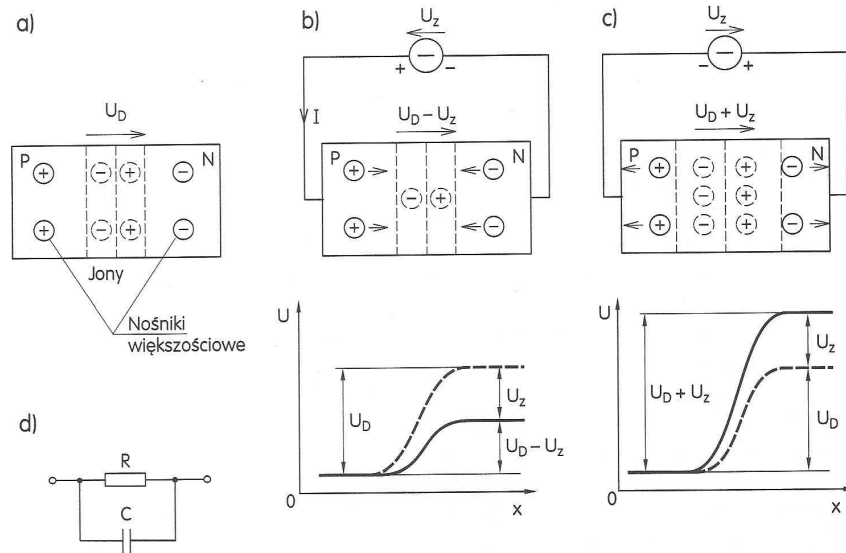 a)
U_D
P
N
+ − + −
+ − + −
Jony
Nośniki
większościowe
b)
U_z
+ −
I
U_D − U_z
P
N
+ −
− +
+ −
U
U_D
U_z
U_D − U_z
0
x
c)
U_z
− +
U_D + U_z
P
N
+ − + −
− +
+ − + −
U
U_D + U_z
U_z
U_D
0
x
d)
R
C